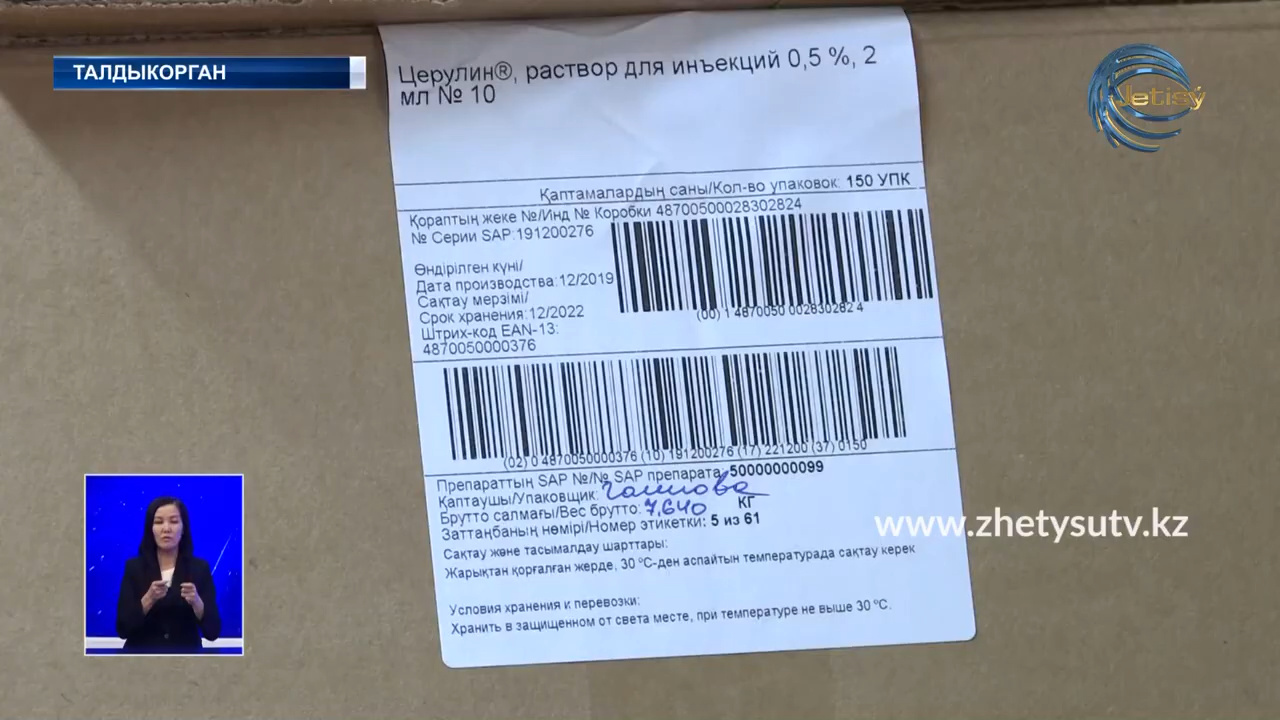 ТАЛДЫКОРГАН
Jetisý
Церулин®, раствор для инъекций 0,5 %, 2
мл № 10
Қаптамалардың саны/Кол-во упаковок: 150 УПК
Қораптың жеке №/Инд № Коробки 48700500028302824
№ Серии SAP:191200276
Өндірілген күні/
Дата производства:12/2019
Сақтау мерзімі/
Срок хранения:12/2022
Штрих-код EAN-13:
4870050000376
(00) 1 4870050 002830282 4
(02) 0 4870050000376 (10) 191200276 (17) 221200 (37) 0150
Препараттың SAP №/№ SAP препарата 50000000099
Қаптаушы/Упаковщик:
Брутто салмағы/Вес брутто: 7,640 КГ
Заттаңбаның нөмірі/Номер этикетки: 5 из 61
Сақтау және тасымалдау шарттары:
Жарықтан қорғалған жерде, 30 ºС-ден аспайтын температурада сақтау керек
Условия хранения и перевозки:
Хранить в защищенном от света месте, при температуре не выше 30 ºС.
www.zhetysutv.kz